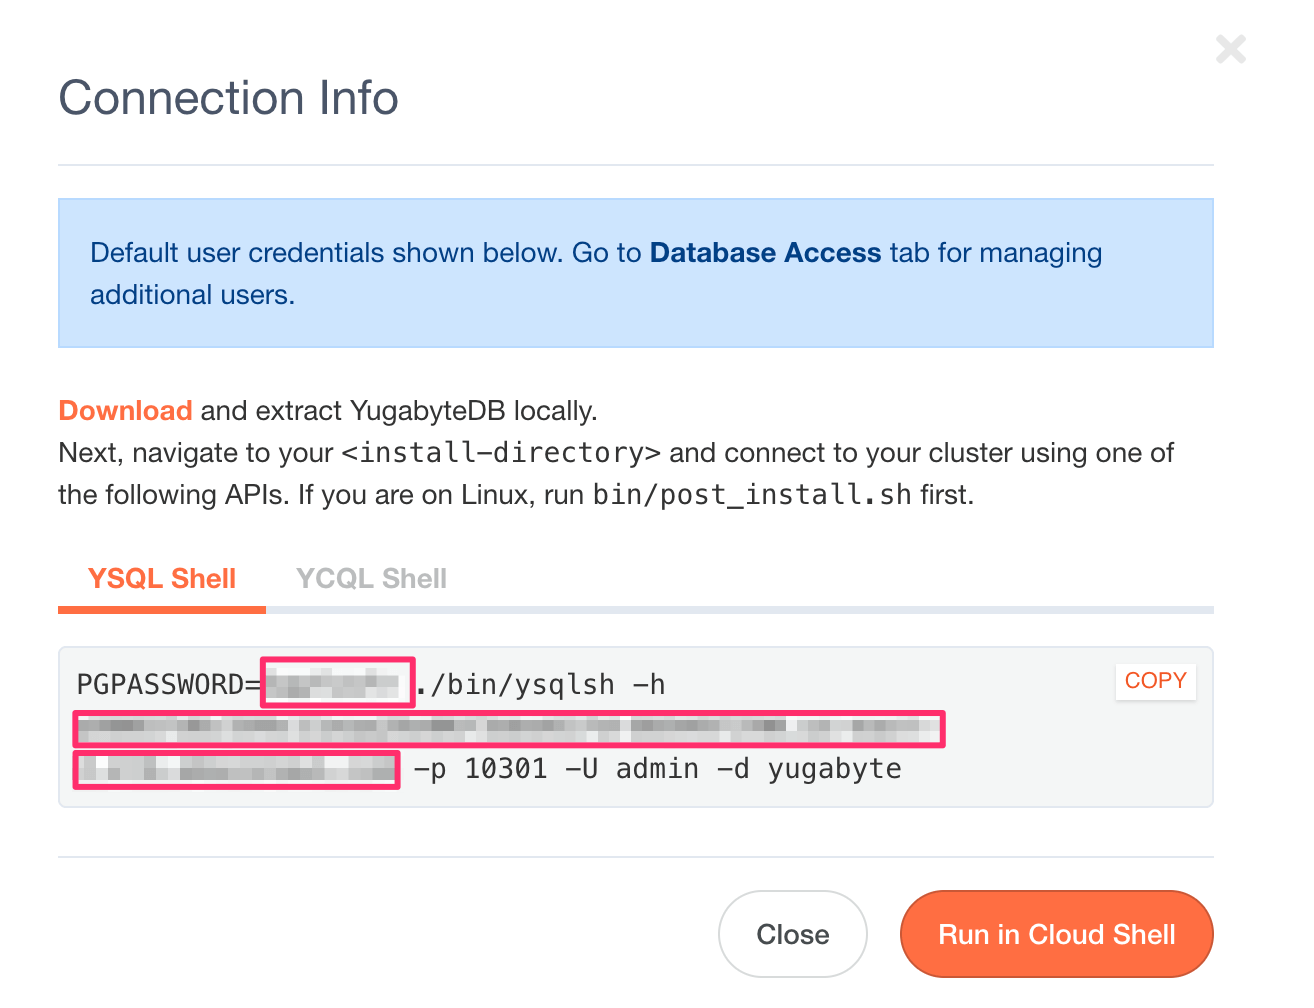 Connection Info
Default user credentials shown below. Go to Database Access tab for managing
additional users.
Download and extract YugabyteDB locally.
Next, navigate to your <install-directory> and connect to your cluster using one of
the following APIs. If you are on Linux, run bin/post_install.sh first.
YSQL Shell YCQL Shell
PGPASSWORD= ./bin/ysqlsh -h
COPY
-p 10301 -U admin -d yugabyte
Close Run in Cloud Shell